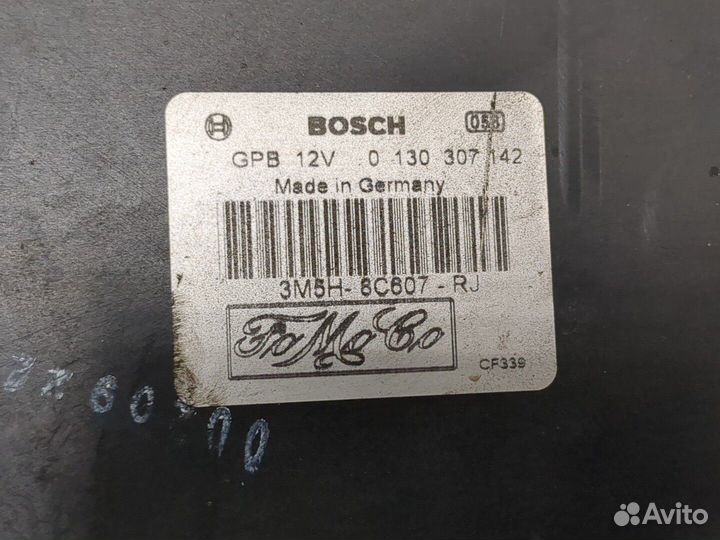 BOSCH 058
GPB 12V 0 130 307 142
Made in Germany
3M5H-8C607-RJ
FoMoCo
CF339
Avito